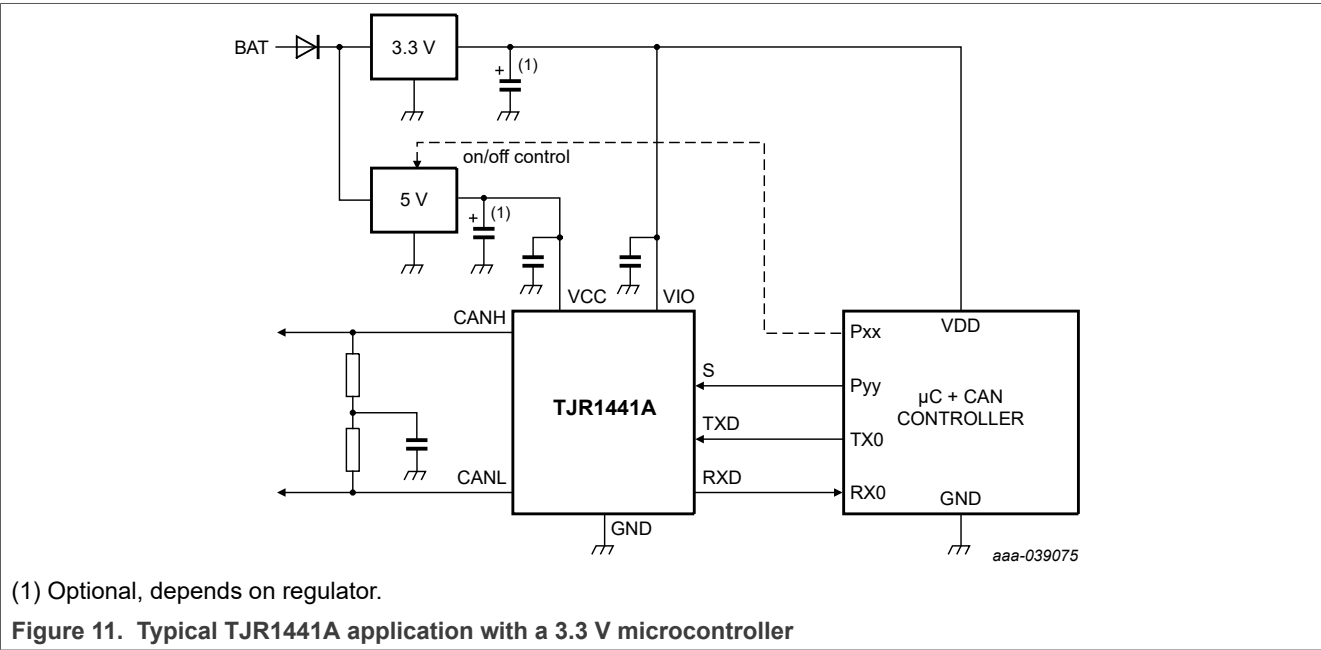 BAT
3.3 V
+
(1)
on/off control
5 V
+
(1)
VCC
VIO
CANH
VDD
Pxx
S
Pyy
TJR1441A
µC + CAN
CONTROLLER
TXD
TX0
CANL
RXD
RX0
GND
GND
aaa-039075
(1) Optional, depends on regulator.
Figure 11. Typical TJR1441A application with a 3.3 V microcontroller